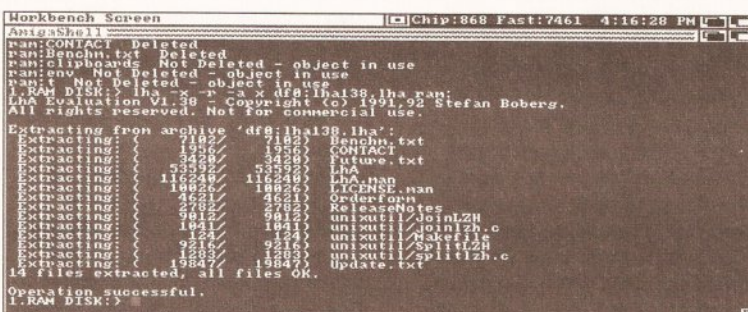 Workbench Screen Chip:868 Fast:7461 4:16:28 PM
AmigaShell
ram:CONTACT Deleted
ram:Benchm.txt Deleted
ram:clipboards Not Deleted - object in use
ram:env Not Deleted - object in use
ram:t Not Deleted - object in use
1.RAM DISK:> lha -x -r -a x df0:lha138.lha ram:
LhA Evaluation V1.38 - Copyright (c) 1991,92 Stefan Boberg.
All rights reserved. Not for commercial use.
Extracting from archive 'df0:lha138.lha':
Extracting: ( 7102/ 7102) Benchm.txt
Extracting: ( 1956/ 1956) CONTACT
Extracting: ( 3420/ 3420) Future.txt
Extracting: ( 53592/ 53592) LhA
Extracting: ( 116240/ 116240) LhA.man
Extracting: ( 10026/ 10026) LICENSE.man
Extracting: ( 4621/ 4621) Orderform
Extracting: ( 2782/ 2782) ReleaseNotes
Extracting: ( 9012/ 9012) unixutil/JoinLZH
Extracting: ( 1041/ 1041) unixutil/joinlzh.c
Extracting: ( 124/ 124) unixutil/Makefile
Extracting: ( 9216/ 9216) unixutil/SplitLZH
Extracting: ( 1283/ 1283) unixutil/splitlzh.c
Extracting: ( 19847/ 19847) Update.txt
14 files extracted, all files OK.
Operation successful.
1.RAM DISK:>